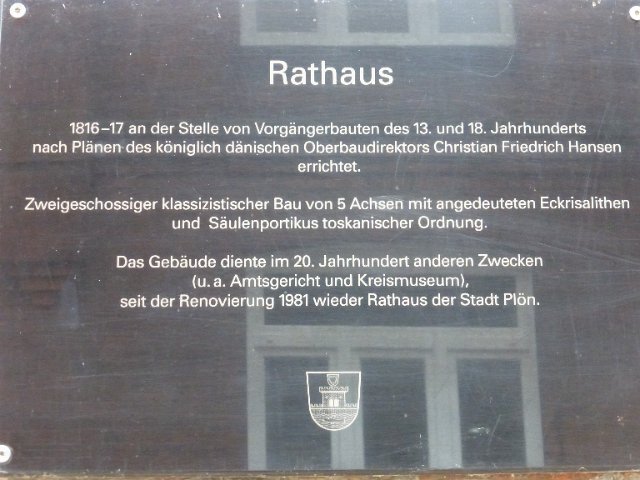 Rathaus
1816–17 an der Stelle von Vorgängerbauten des 13. und 18. Jahrhunderts
nach Plänen des königlich dänischen Oberbaudirektors Christian Friedrich Hansen
errichtet.
Zweigeschossiger klassizistischer Bau von 5 Achsen mit angedeuteten Eckrisalithen
und Säulenportikus toskanischer Ordnung.
Das Gebäude diente im 20. Jahrhundert anderen Zwecken
(u. a. Amtsgericht und Kreismuseum),
seit der Renovierung 1981 wieder Rathaus der Stadt Plön.